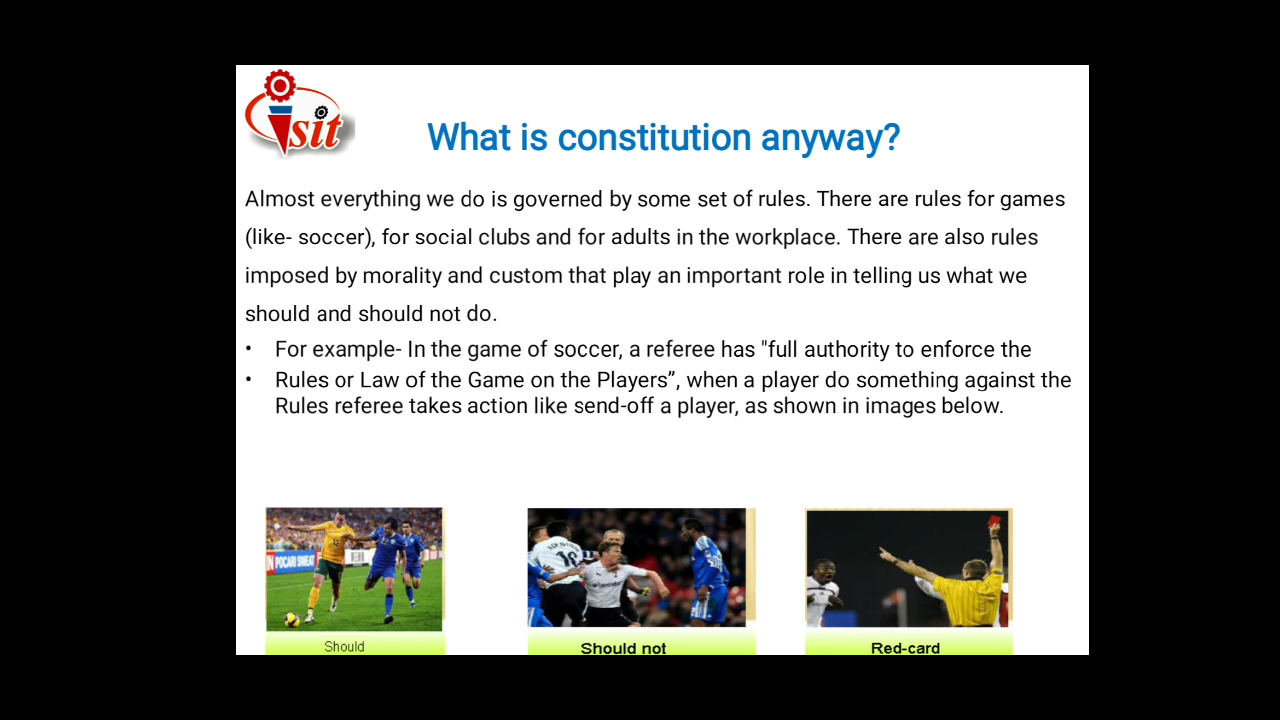 isit
What is constitution anyway?
Almost everything we do is governed by some set of rules. There are rules for games
(like- soccer), for social clubs and for adults in the workplace. There are also rules
imposed by morality and custom that play an important role in telling us what we
should and should not do.
• For example- In the game of soccer, a referee has "full authority to enforce the
• Rules or Law of the Game on the Players”, when a player do something against the
Rules referee takes action like send-off a player, as shown in images below.
POCARI SWEAT
Should
Should not
Red-card